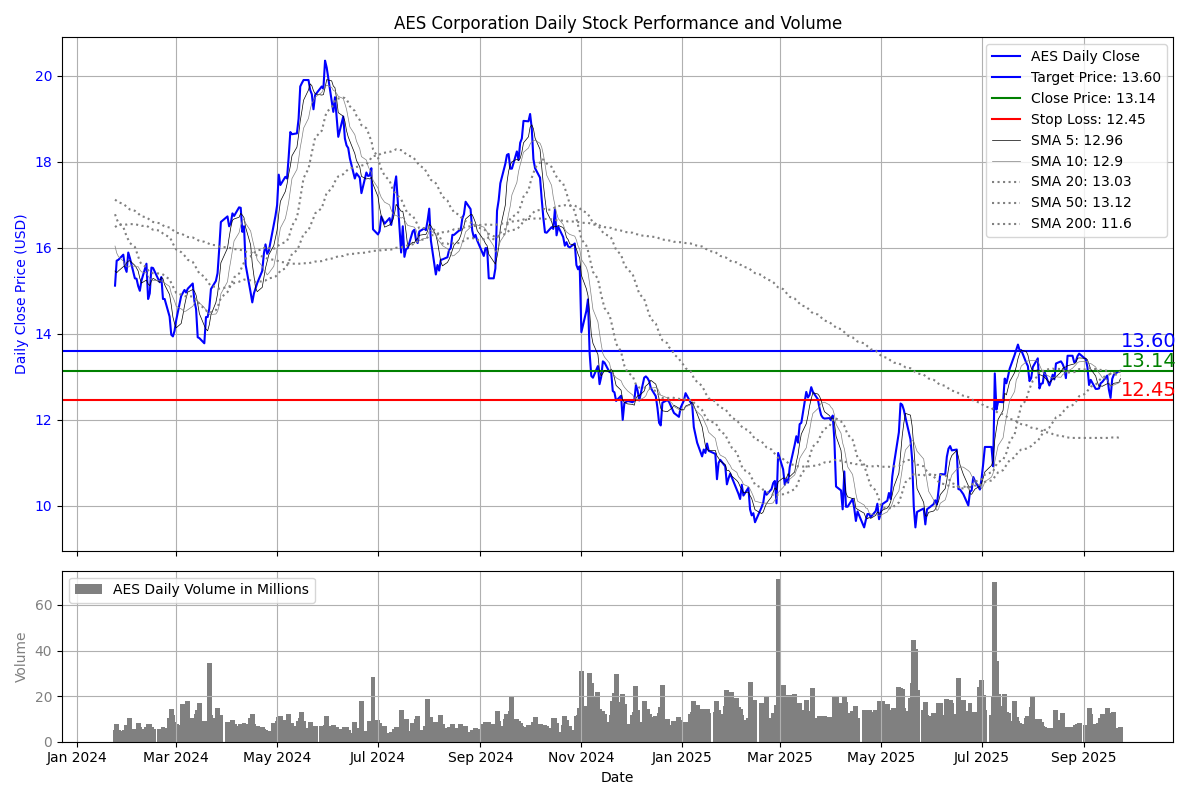 AES Corporation Daily Stock Performance and Volume
Daily Close Price (USD)
20
18
16
14
12
10
AES Daily Close
Target Price: 13.60
Close Price: 13.14
Stop Loss: 12.45
SMA 5: 12.96
SMA 10: 12.9
SMA 20: 13.03
SMA 50: 13.12
SMA 200: 11.6
13.60
13.14
12.45
AES Daily Volume in Millions
Volume
60
40
20
0
Jan 2024 Mar 2024 May 2024 Jul 2024 Sep 2024 Nov 2024 Jan 2025 Mar 2025 May 2025 Jul 2025 Sep 2025
Date